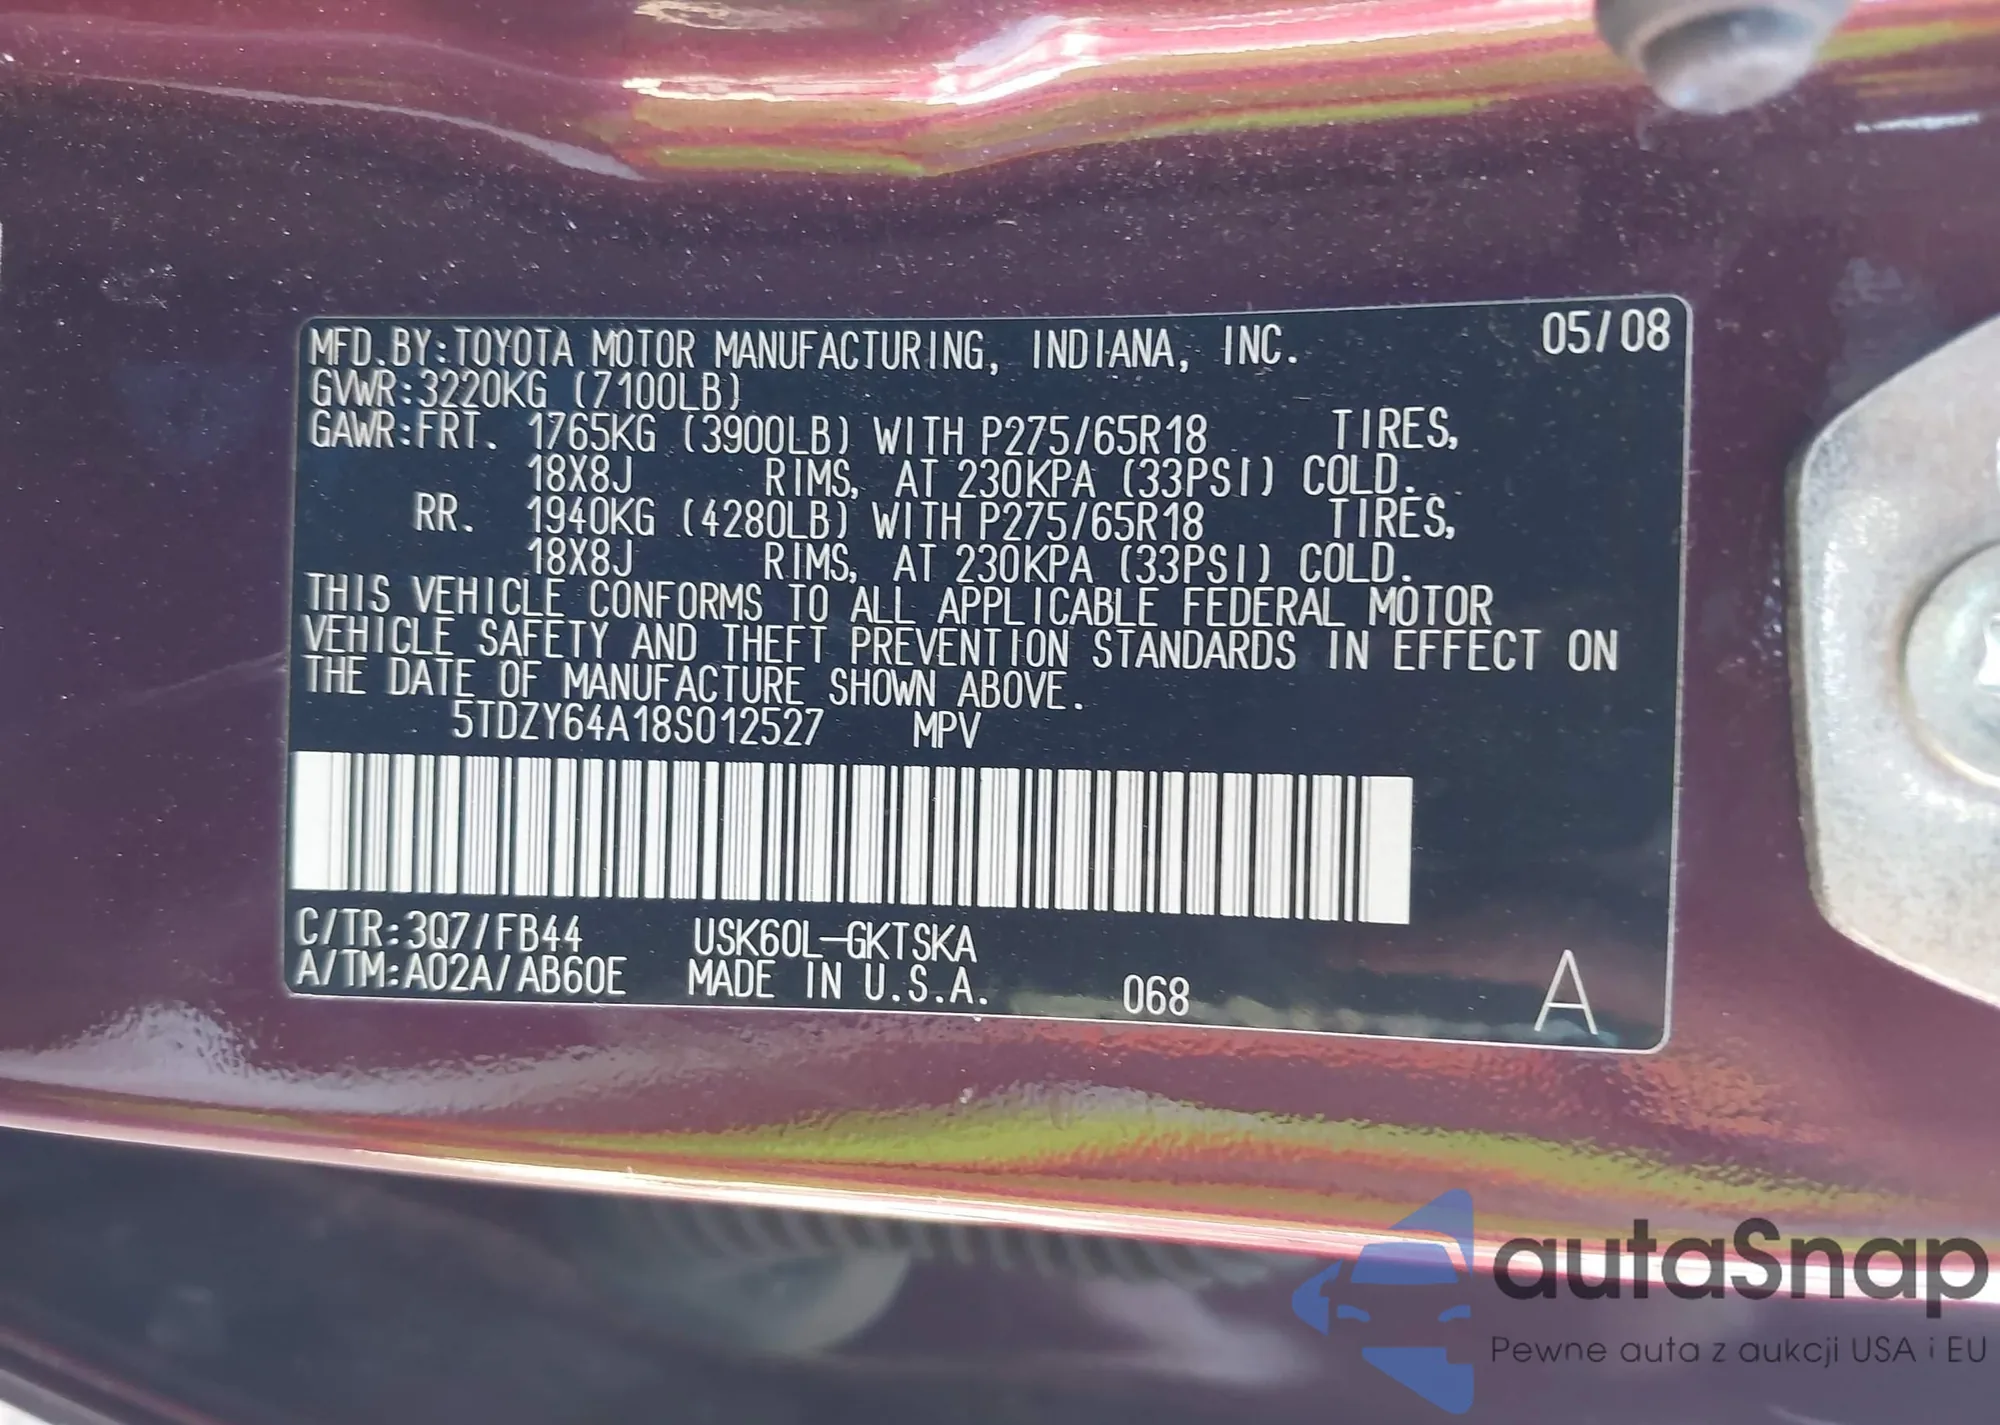 MFD.BY:TOYOTA MOTOR MANUFACTURING, INDIANA, INC. 05/08
GVWR:3220KG (7100LB)
GAWR:FRT. 1765KG (3900LB) WITH P275/65R18 TIRES,
18X8J RIMS, AT 230KPA (33PSI) COLD.
RR. 1940KG (4280LB) WITH P275/65R18 TIRES,
18X8J RIMS, AT 230KPA (33PSI) COLD.
THIS VEHICLE CONFORMS TO ALL APPLICABLE FEDERAL MOTOR
VEHICLE SAFETY AND THEFT PREVENTION STANDARDS IN EFFECT ON
THE DATE OF MANUFACTURE SHOWN ABOVE.
5TDZY64A18S012527 MPV
C/TR:3Q7/FB44 USK60L-GKTSKA
A/TM:A02A/AB60E MADE IN U.S.A. 068 A
autaSnap
Pewne auta z aukcji USA i EU